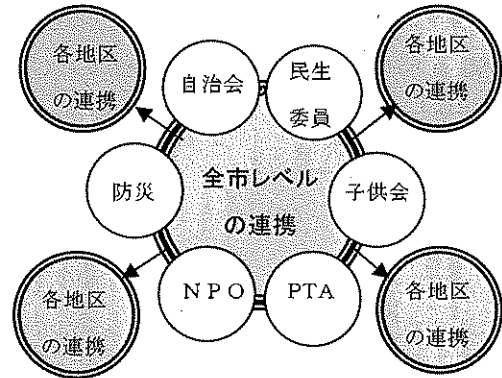 各地区
の連携
各地区
の連携
自治会
民生
委員
防災
全市レベル
の連携
子供会
NPO
PTA
各地区
の連携
各地区
の連携